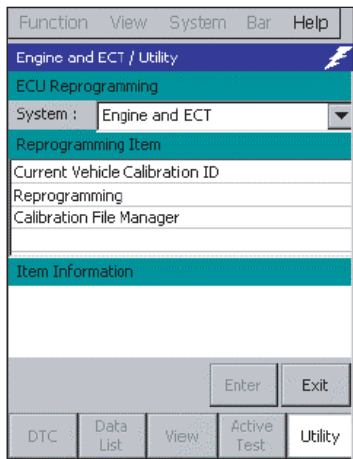 Function View System Bar Help
Engine and ECT / Utility
ECU Reprogramming
System : Engine and ECT
Reprogramming Item
Current Vehicle Calibration ID
Reprogramming
Calibration File Manager
Item Information
Enter Exit
DTC Data List View Active Test Utility